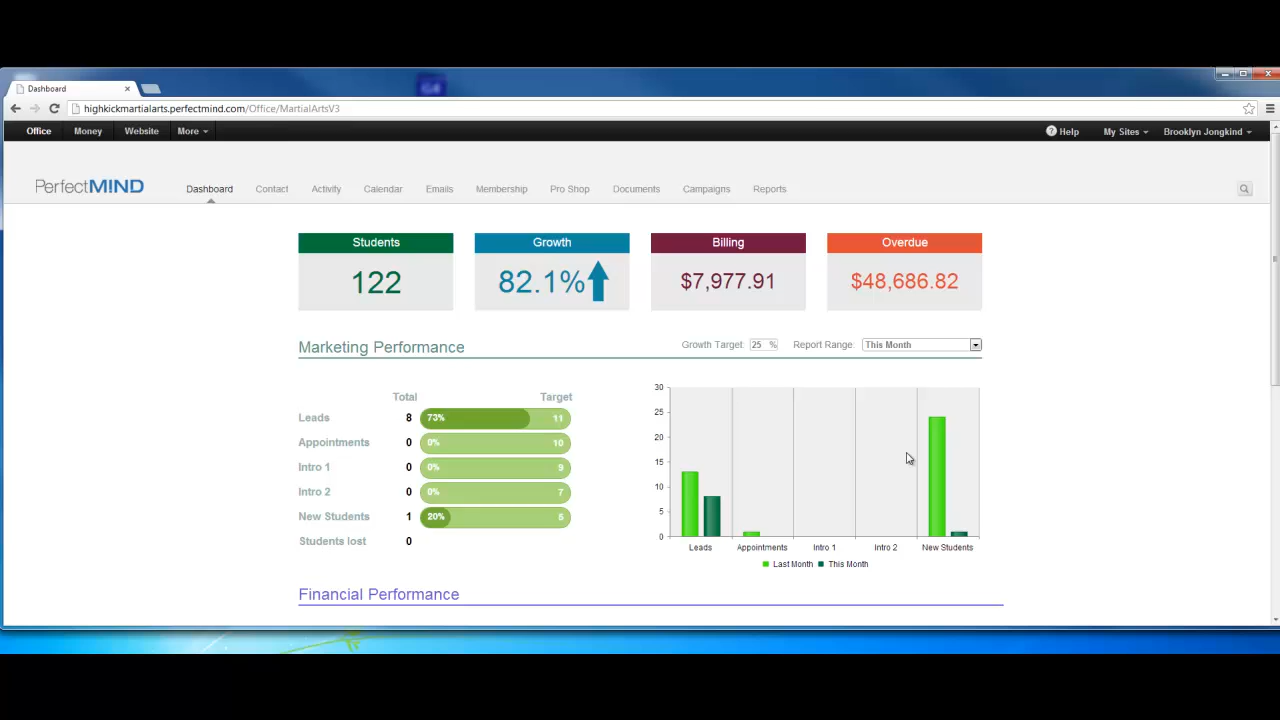 Dashboard
highkickmartialarts.perfectmind.com/Office/MartialArtsV3
Office Money Website More Help My Sites Brooklyn Jongkind
PerfectMIND Dashboard Contact Activity Calendar Emails Membership Pro Shop Documents Campaigns Reports
Students Growth Billing Overdue
122 82.1% $7,977.91 $48,686.82
Marketing Performance Growth Target: 25 % Report Range: This Month
Total Target
Leads 8 73% 11
Appointments 0 0% 10
Intro 1 0 0% 9
Intro 2 0 0% 7
New Students 1 20% 5
Students lost 0
30
25
20
15
10
5
0
Leads Appointments Intro 1 Intro 2 New Students
Last Month This Month
Financial Performance